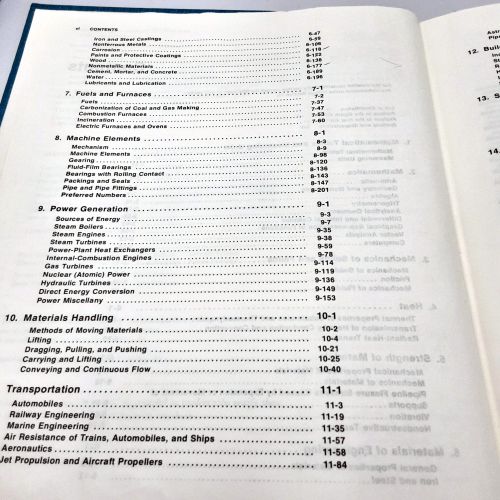 vi CONTENTS
Iron and Steel Castings 6-47
Nonferrous Metals 6-59
Corrosion 6-108
Paints and Protective Coatings
Wood 6-122
Nonmetallic Materials 6-138
Cement, Mortar, and Concrete 6-177
Water 6-189
Lubricants and Lubrication 6-196
7. Fuels and Furnaces 7-1
Fuels 7-2
Carbonization of Coal and Gas Making 7-37
Combustion Furnaces 7-47
Incineration 7-53
Electric Furnaces and Ovens 7-60
8. Machine Elements 8-1
Mechanism 8-3
Machine Elements 8-9
Gearing 8-98
Fluid-Film Bearings 8-120
Bearings with Rolling Contact 8-136
Packings and Seals 8-143
Pipe and Pipe Fittings 8-147
Preferred Numbers 8-201
9. Power Generation 9-1
Sources of Energy 9-3
Steam Boilers 9-7
Steam Engines 9-35
Steam Turbines 9-38
Power-Plant Heat Exchangers 9-59
Internal-Combustion Engines 9-78
Gas Turbines 9-114
Nuclear (Atomic) Power 9-119
Hydraulic Turbines 9-136
Direct Energy Conversion 9-149
Power Miscellany 9-153
10. Materials Handling 10-1
Methods of Moving Materials 10-2
Lifting 10-4
Dragging, Pulling, and Pushing 10-21
Carrying and Lifting 10-25
Conveying and Continuous Flow 10-40
Transportation 11-1
Automobiles 11-3
Railway Engineering 11-19
Marine Engineering 11-35
Air Resistance of Trains, Automobiles, and Ships 11-57
Aeronautics 11-58
Jet Propulsion and Aircraft Propellers 11-84
12. Buil
13. S
14.